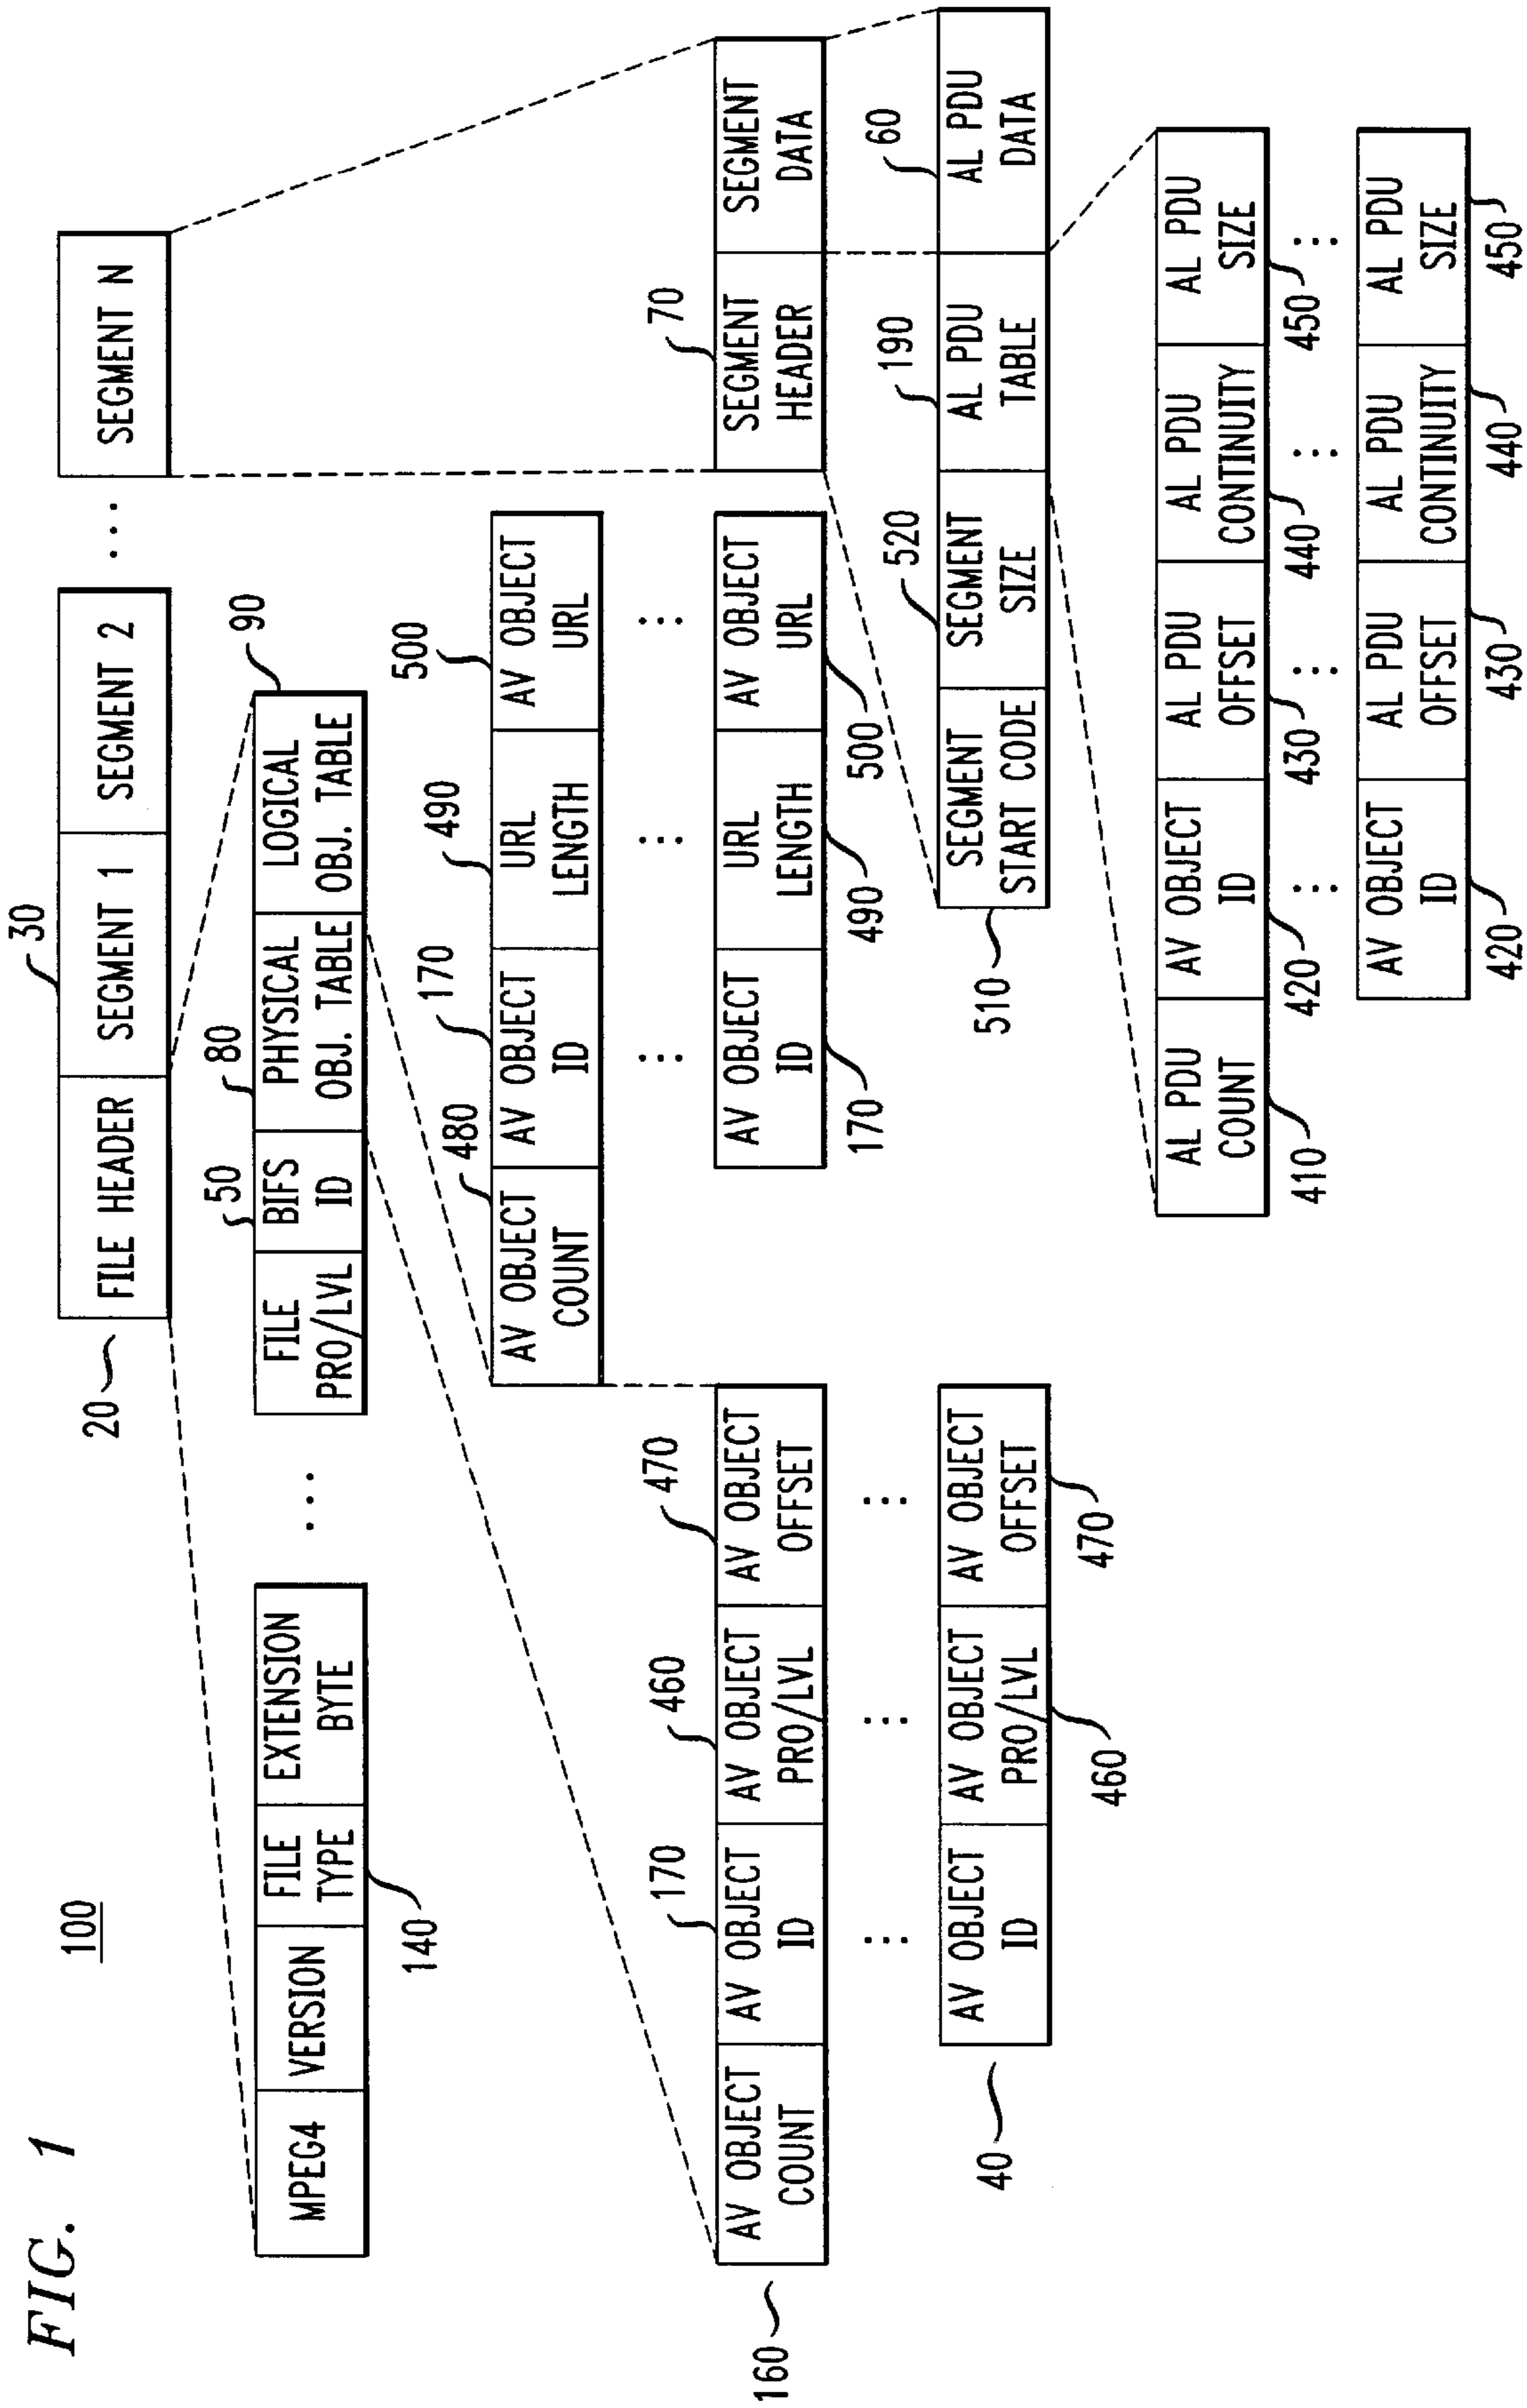 FIG. 1
100
30
FILE HEADER SEGMENT 1 SEGMENT 2 ... SEGMENT N
20
50 80 90
MPEG4 VERSION FILE TYPE EXTENSION BYTE ... FILE PRO/LVL BIFS ID PHYSICAL OBJ. TABLE LOGICAL OBJ. TABLE
140
480 170 490 500
AV OBJECT COUNT AV OBJECT ID URL LENGTH AV OBJECT URL
170 460 470
160
AV OBJECT COUNT AV OBJECT ID AV OBJECT PRO/LVL AV OBJECT OFFSET
AV OBJECT ID URL LENGTH AV OBJECT URL
170 490 500
70
SEGMENT HEADER SEGMENT DATA
40
AV OBJECT ID AV OBJECT PRO/LVL AV OBJECT OFFSET
460 470
520 190 60
SEGMENT START CODE SEGMENT SIZE AL PDU TABLE AL PDU DATA
510
AL PDU COUNT AV OBJECT ID AL PDU OFFSET AL PDU CONTINUITY AL PDU SIZE
410 420 430 440 450
AV OBJECT ID AL PDU OFFSET AL PDU CONTINUITY AL PDU SIZE
420 430 440 450